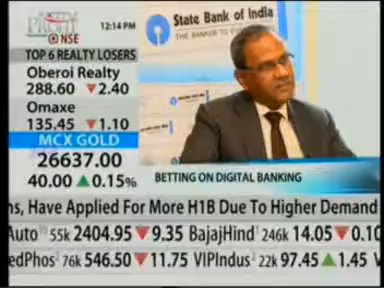 PROFIT
NSE
12:14 PM
State Bank of India
TOP 6 REALTY LOSERS
Oberoi Realty
288.60 ▼ 2.40
Omaxe
135.45 ▼ 1.10
MCX GOLD
26637.00
40.00 ▲ 0.15%
BETTING ON DIGITAL BANKING
ns, Have Applied For More H1B Due To Higher Demand
Auto 55k 2404.95 ▼ 9.35 BajajHind 246k 14.05 ▼ 0.10
edPhos 76k 546.50 ▼ 11.75 VIPIndus 22k 97.45 ▲ 1.45